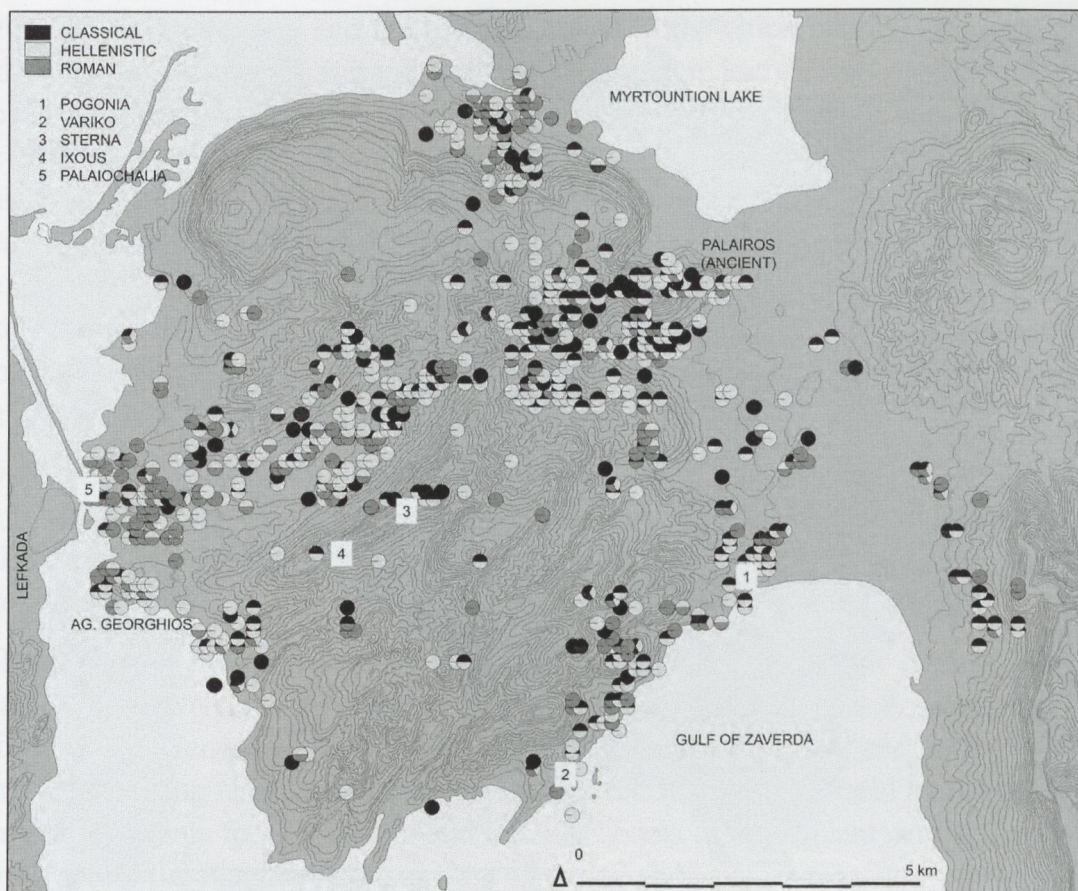 CLASSICAL
HELLENISTIC
ROMAN
1 POGONIA
2 VARIKO
3 STERNA
4 IXOUS
5 PALAIOCHALIA
MYRTOUNTION LAKE
PALAIROS
(ANCIENT)
5
3
4
1
LEFKADA
AG. GEORGHIOS
GULF OF ZAVERDA
2
0
5 km